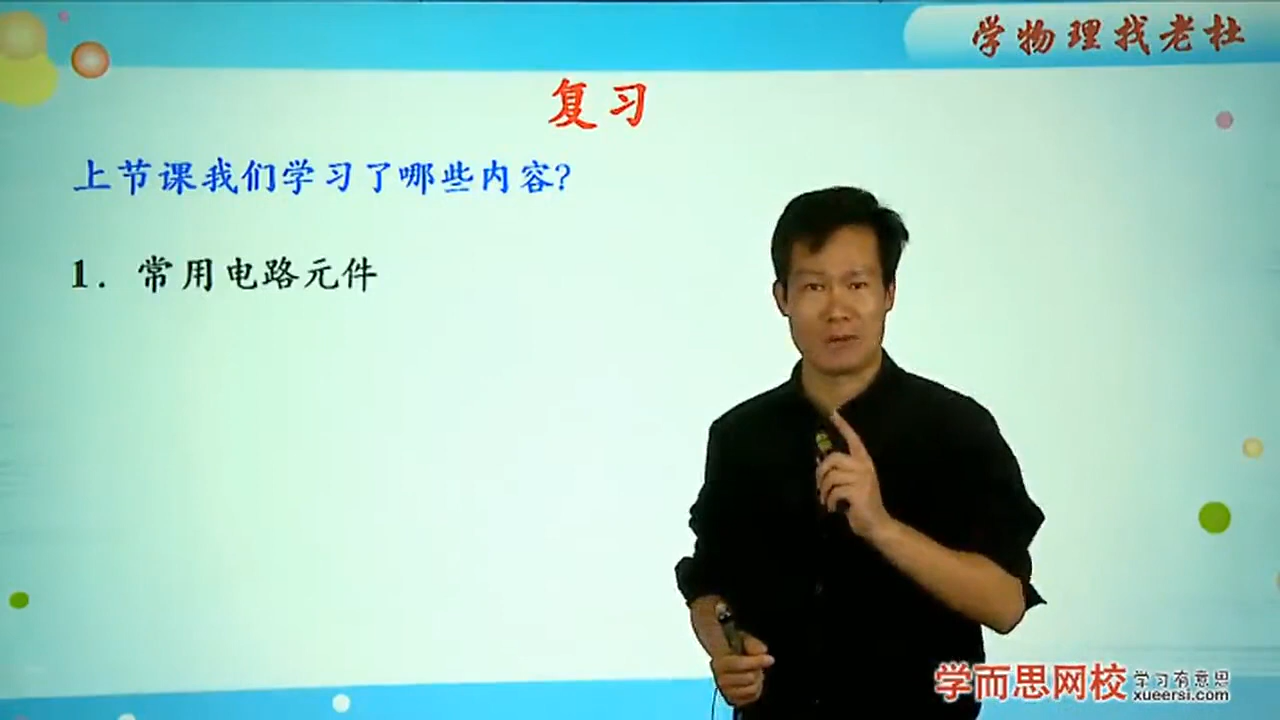 学物理找老杜
复习
上节课我们学习了哪些内容?
1. 常用电路元件
学而思网校
学习有意思
xueersi.com